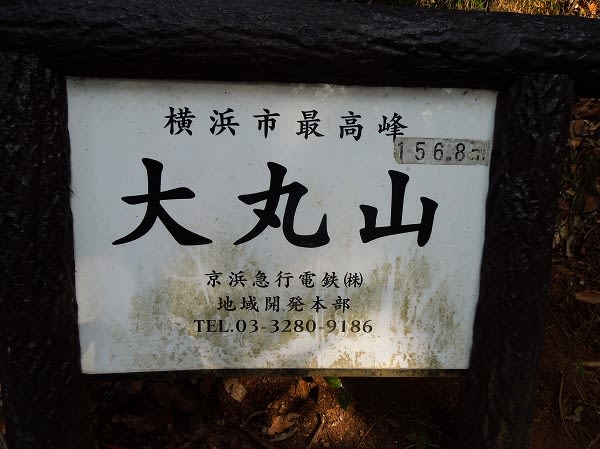 横浜市最高峰
156.8m
大丸山
京浜急行電鉄㈱
地域開発本部
TEL.03-3280-9186